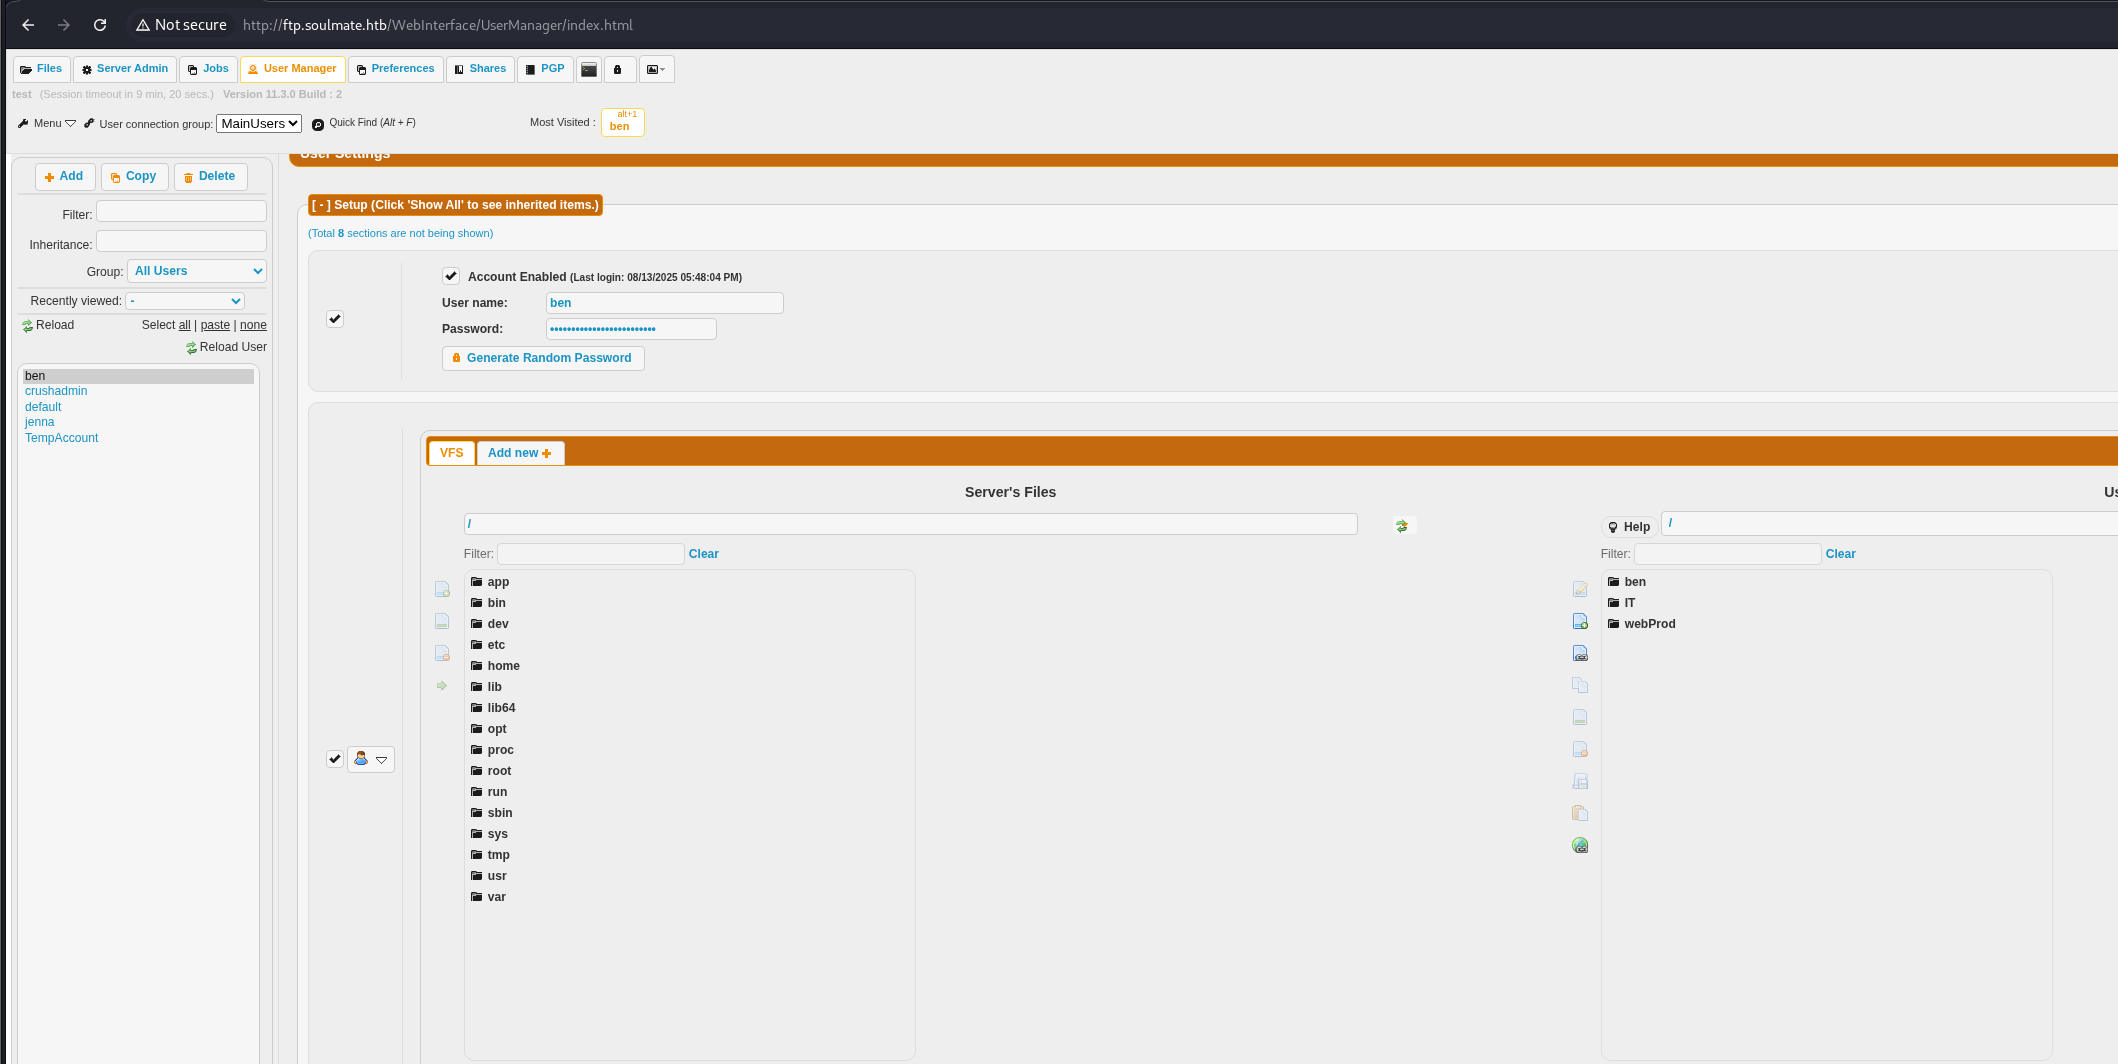 Not secure http://ftp.soulmate.htb/WebInterface/UserManager/index.html
Files Server Admin Jobs User Manager Preferences Shares PGP
test (Session timeout in 9 min, 20 secs.) Version 11.3.0 Build : 2
Menu User connection group: MainUsers Quick Find (Alt + F) Most Visited : alt+1 ben
User Settings
Add Copy Delete
Filter:
Inheritance:
Group: All Users
Recently viewed: -
Reload Select all | paste | none
Reload User
ben
crushadmin
default
jenna
TempAccount
[ - ] Setup (Click 'Show All' to see inherited items.)
(Total 8 sections are not being shown)
Account Enabled (Last login: 08/13/2025 05:48:04 PM)
User name: ben
Password: •••••••••••••••••••••••••
Generate Random Password
VFS Add new
Server's Files
/
Filter: Clear
app
bin
dev
etc
home
lib
lib64
opt
proc
root
run
sbin
sys
tmp
usr
var
Help /
Filter: Clear
ben
IT
webProd